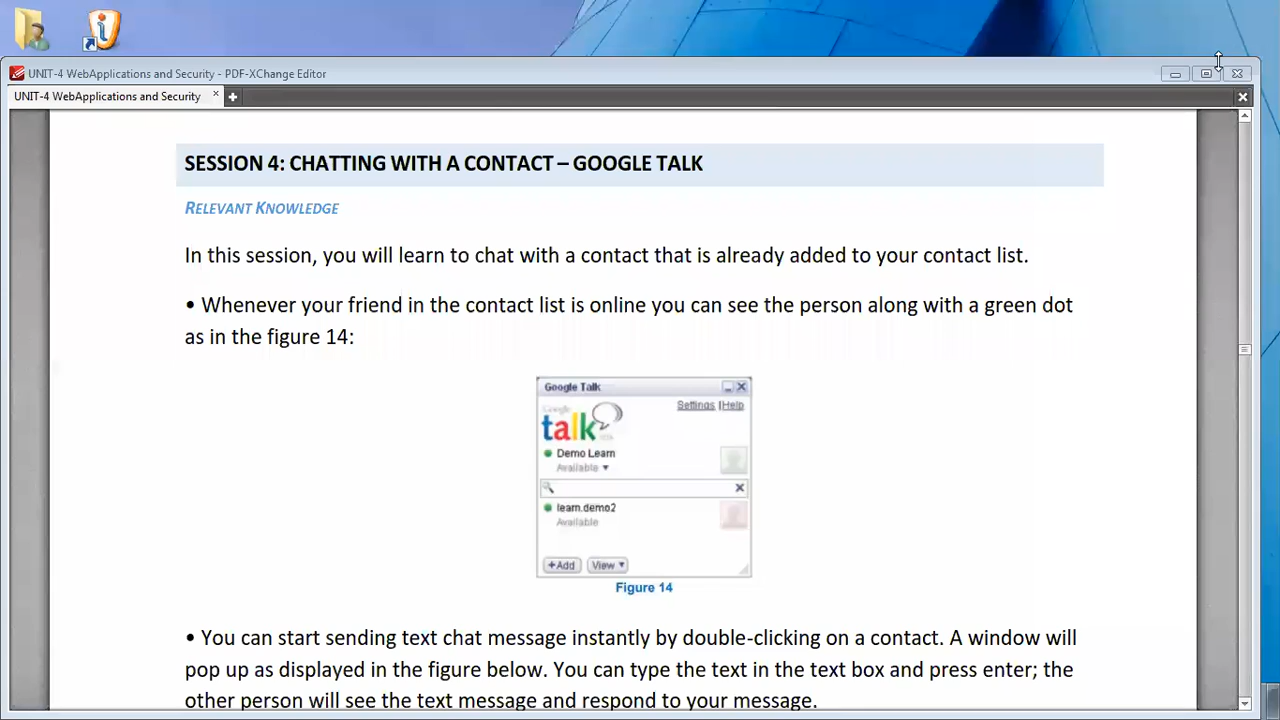 UNIT-4 WebApplications and Security - PDF-XChange Editor
UNIT-4 WebApplications and Security
SESSION 4: CHATTING WITH A CONTACT – GOOGLE TALK
RELEVANT KNOWLEDGE
In this session, you will learn to chat with a contact that is already added to your contact list.
• Whenever your friend in the contact list is online you can see the person along with a green dot
as in the figure 14:
Google Talk
Settings | Help
Google
talk
Demo Learn
Available
learn.demo2
Available
+Add View
Figure 14
• You can start sending text chat message instantly by double-clicking on a contact. A window will
pop up as displayed in the figure below. You can type the text in the text box and press enter; the
other person will see the text message and respond to your message.